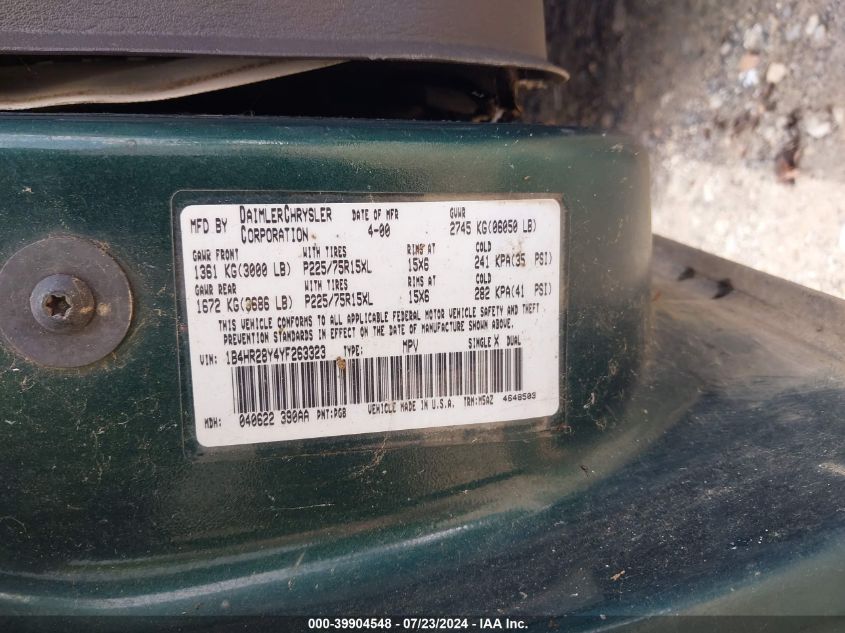 MFD BY DAIMLERCHRYSLER CORPORATION DATE OF MFR 4-00 GVWR 2745 KG(06050 LB)
GAWR FRONT WITH TIRES RIMS AT COLD
1361 KG(3000 LB) P225/75R15XL 15X6 241 KPA(35 PSI)
GAWR REAR WITH TIRES RIMS AT COLD
1672 KG(3686 LB) P225/75R15XL 15X6 282 KPA(41 PSI)
THIS VEHICLE CONFORMS TO ALL APPLICABLE FEDERAL MOTOR VEHICLE SAFETY AND THEFT
PREVENTION STANDARDS IN EFFECT ON THE DATE OF MANUFACTURE SHOWN ABOVE.
VIN: 1B4HR28Y4YF263323 TYPE: MPV SINGLE X DUAL
MDH: 040622 390AA PNT:PGB VEHICLE MADE IN U.S.A. TRM:M5AZ 4648503
000-39904548 - 07/23/2024 - IAA Inc.